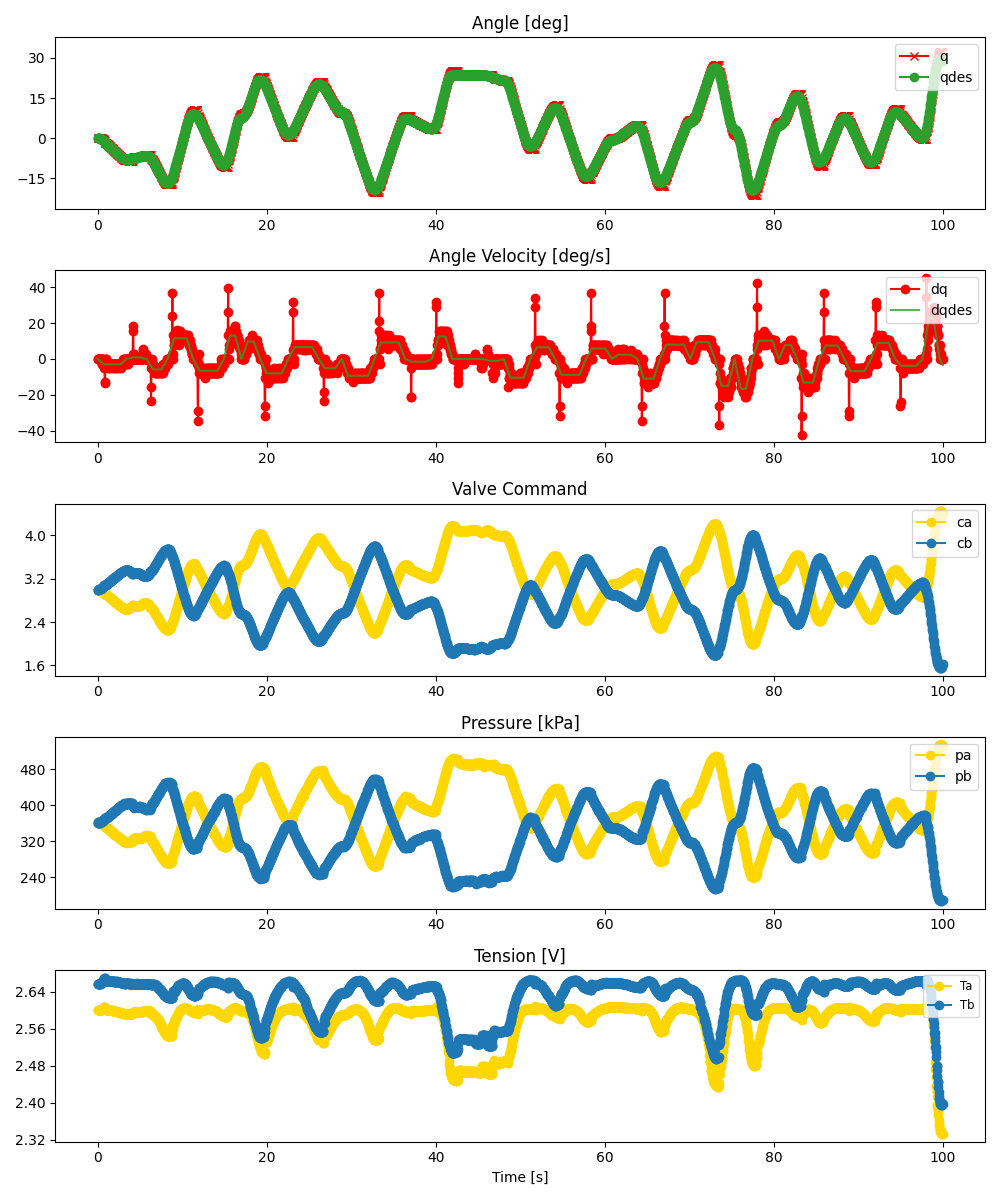 Angle [deg]
30
15
0
−15
q
qdes
0 20 40 60 80 100
Angle Velocity [deg/s]
40
20
0
−20
−40
dq
dqdes
0 20 40 60 80 100
Valve Command
4.0
3.2
2.4
1.6
ca
cb
0 20 40 60 80 100
Pressure [kPa]
480
400
320
240
pa
pb
0 20 40 60 80 100
Tension [V]
2.64
2.56
2.48
2.40
2.32
Ta
Tb
0 20 40 60 80 100
Time [s]